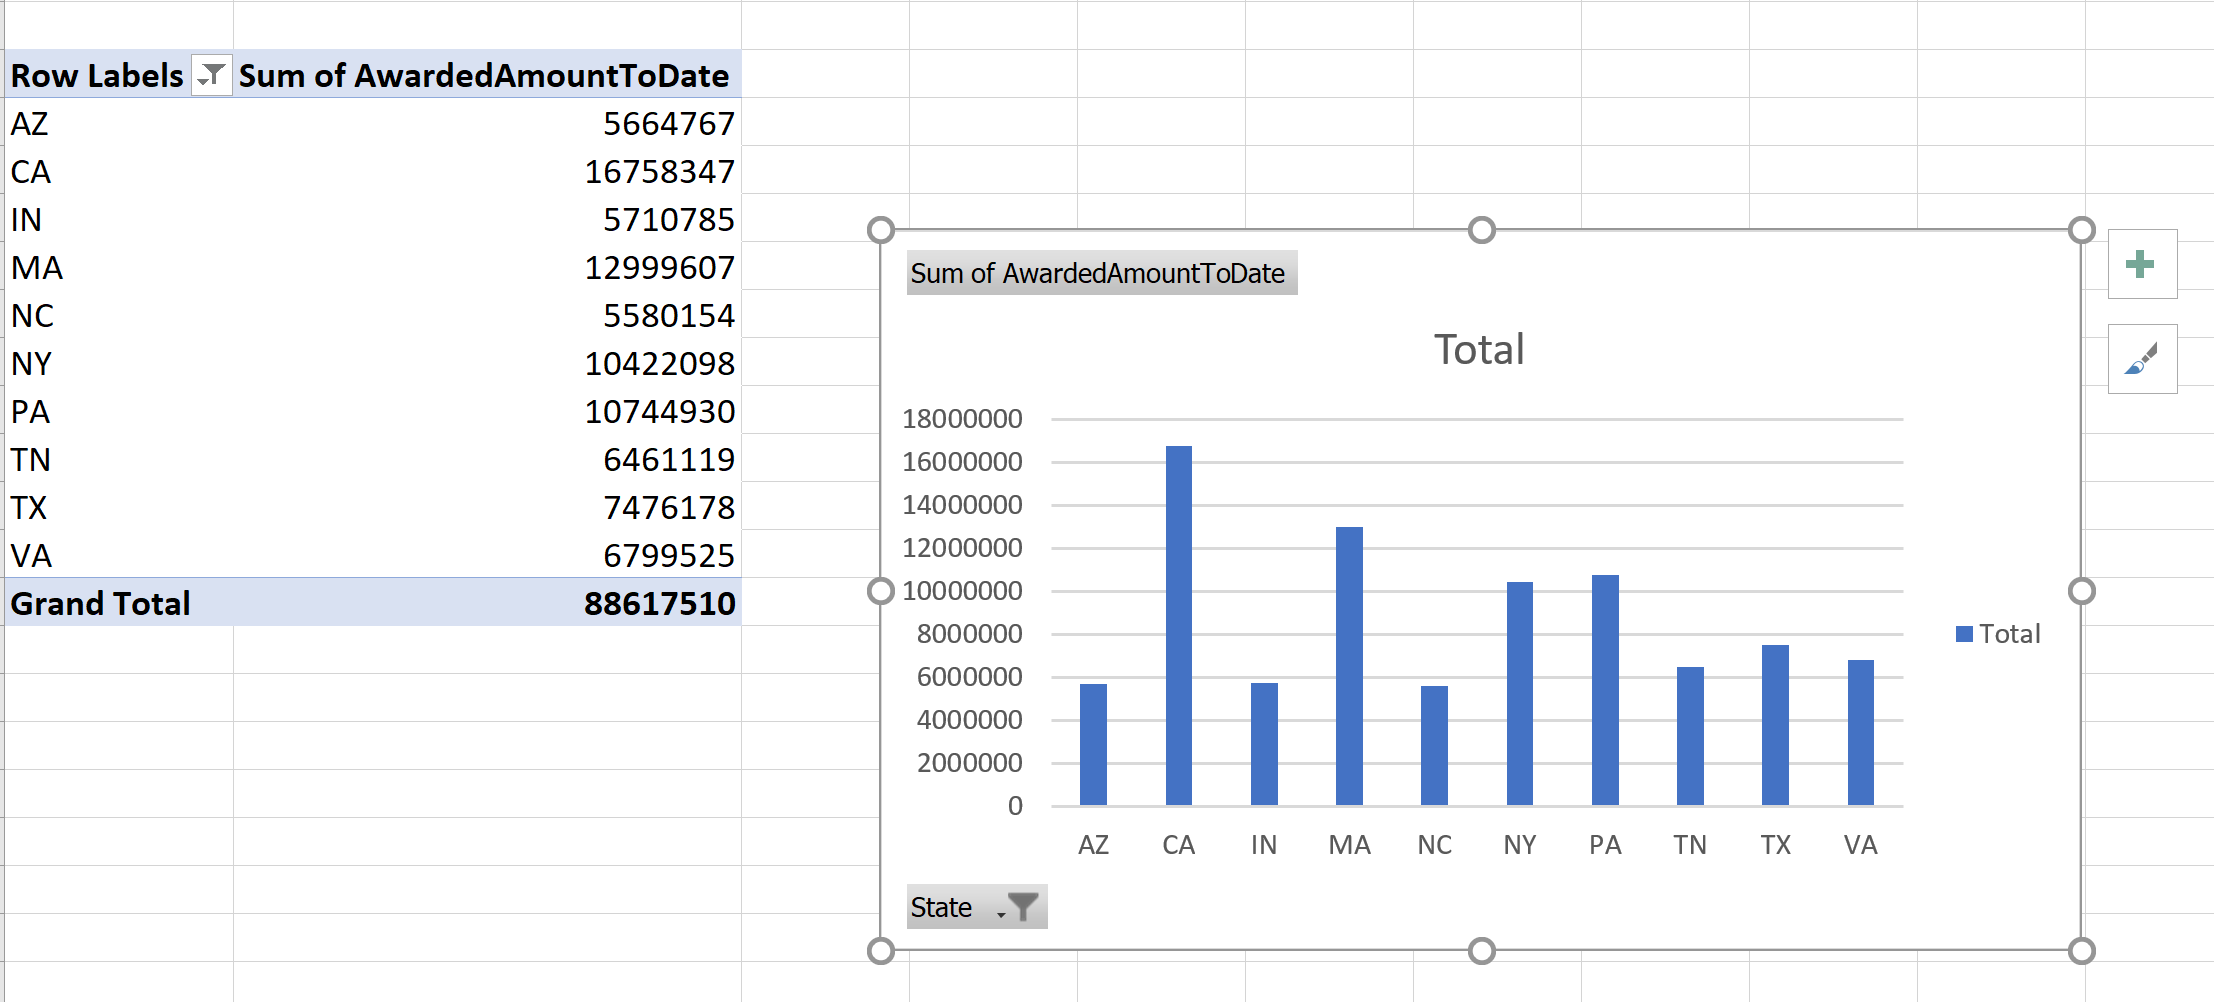 Row Labels Sum of AwardedAmountToDate
AZ 5664767
CA 16758347
IN 5710785
MA 12999607
NC 5580154
NY 10422098
PA 10744930
TN 6461119
TX 7476178
VA 6799525
Grand Total 88617510
Sum of AwardedAmountToDate
Total
18000000
16000000
14000000
12000000
10000000
8000000
6000000
4000000
2000000
0
AZ CA IN MA NC NY PA TN TX VA
Total
State